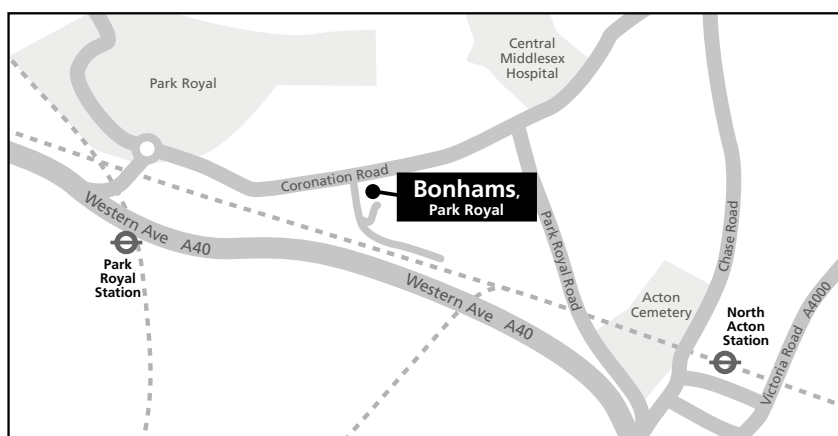 Central
Middlesex
Hospital
Park Royal
Coronation Road
Bonhams,
Park Royal
Western Ave A40
Park
Royal
Station
Park Royal Road
Chase Road
Western Ave A40
Acton
Cemetery
North
Acton
Station
Victoria Road A4000